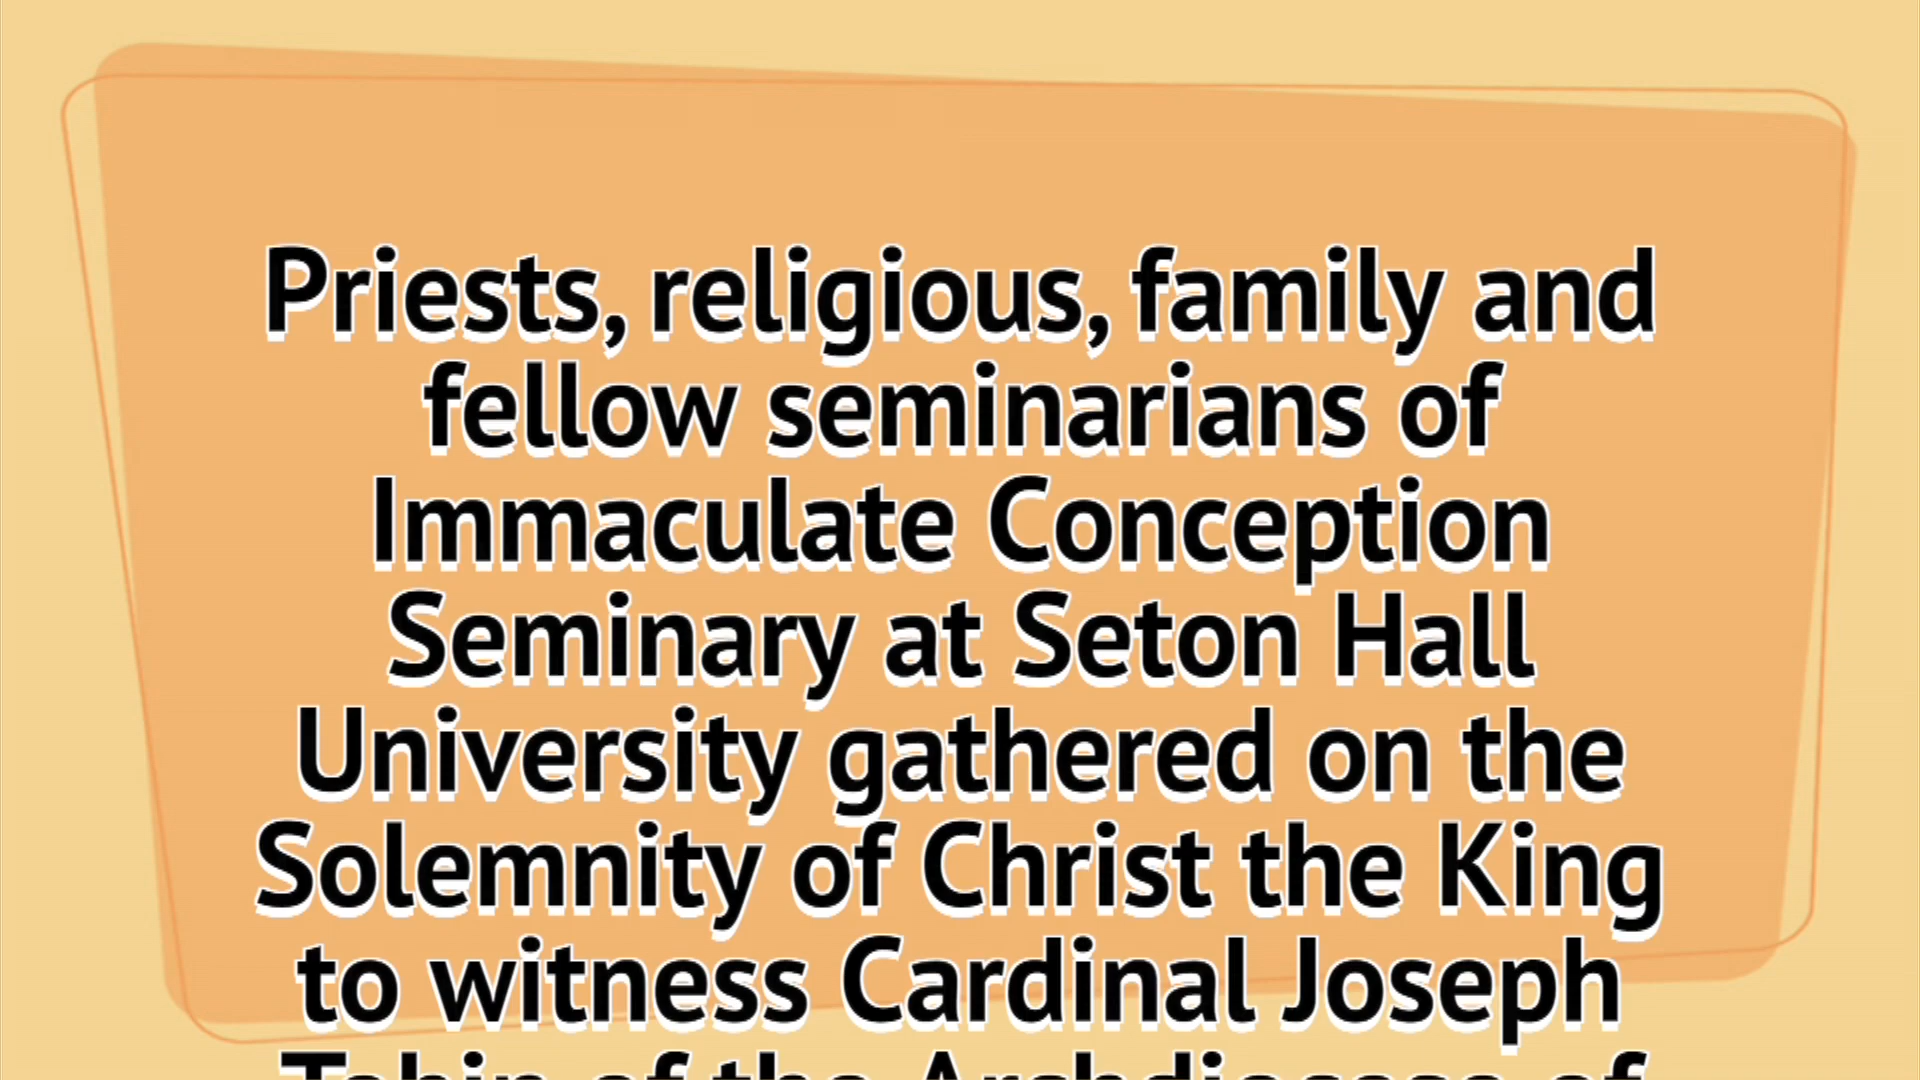 Priests, religious, family and
fellow seminarians of
Immaculate Conception
Seminary at Seton Hall
University gathered on the
Solemnity of Christ the King
to witness Cardinal Joseph
Tobin of the Archdiocese of